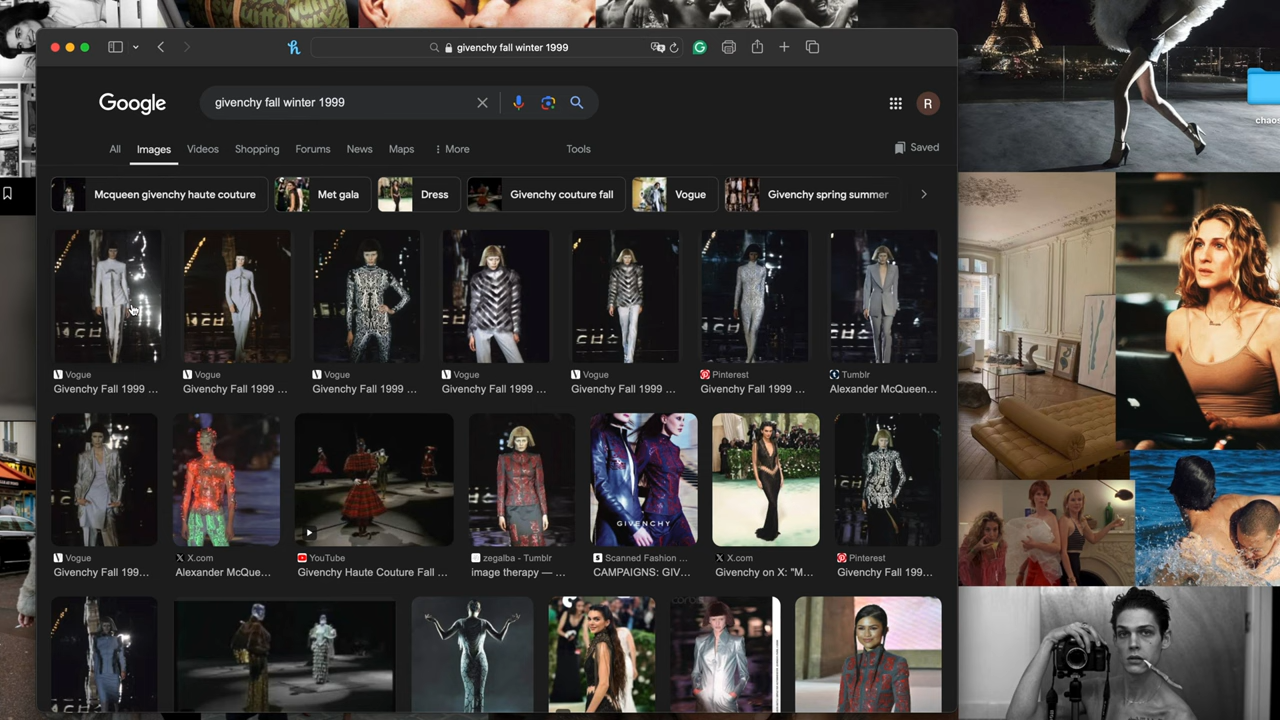 givenchy fall winter 1999
Google
givenchy fall winter 1999
R
chaos
All Images Videos Shopping Forums News Maps More Tools
Saved
Mcqueen givenchy haute couture Met gala Dress Givenchy couture fall Vogue Givenchy spring summer
Vogue
Givenchy Fall 1999 ...
Vogue
Givenchy Fall 1999 ...
Vogue
Givenchy Fall 1999 ...
Vogue
Givenchy Fall 1999 ...
Vogue
Givenchy Fall 1999 ...
Pinterest
Givenchy Fall 1999 ...
Tumblr
Alexander McQueen...
GIVENCHY
Vogue
Givenchy Fall 199...
X.com
Alexander McQue...
YouTube
Givenchy Haute Couture Fall ...
zegalba - Tumblr
image therapy — ...
Scanned Fashion ...
CAMPAIGNS: GIV...
X.com
Givenchy on X: "M...
Pinterest
Givenchy Fall 199...